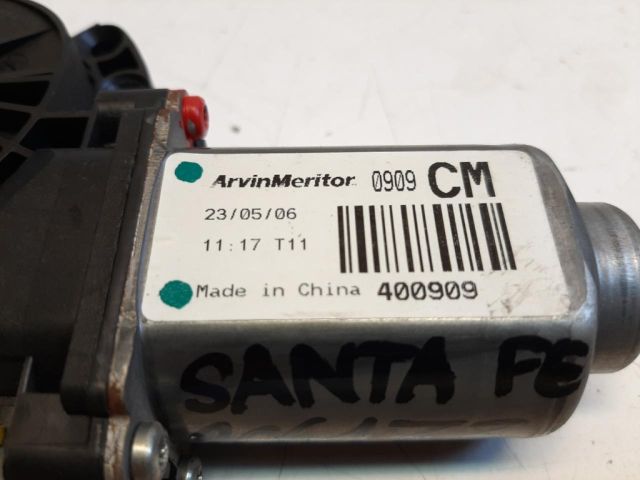 ArvinMeritor 0909 CM
23/05/06
11:17 T11
Made in China 400909
SANTA FE